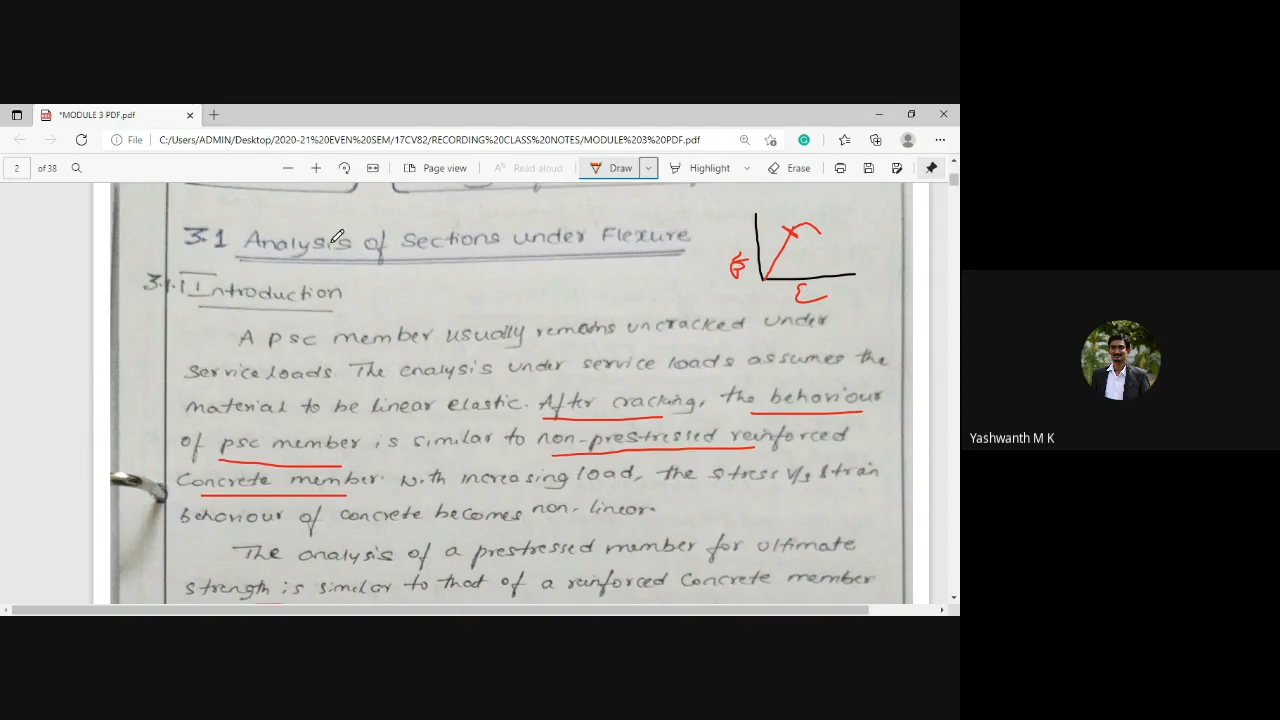 *MODULE 3 PDF.pdf
File
C:/Users/ADMIN/Desktop/2020-21%20EVEN%20SEM/17CV82/RECORDING%20CLASS%20NOTES/MODULE%203%20PDF.pdf
2 of 38
Page view
Read aloud
Draw
Highlight
Erase
3.1 Analysis of Sections under Flexure
3.1.1 Introduction
σ
ε
A psc member usually remains uncracked under
service loads. The analysis under service loads assumes the
material to be linear elastic. After cracking, the behaviour
of psc member is similar to non-prestressed reinforced
Concrete member. With increasing load, the stress v/s strain
behaviour of concrete becomes non-linear.
The analysis of a prestressed member for ultimate
strength is similar to that of a reinforced Concrete member
Yashwanth M K